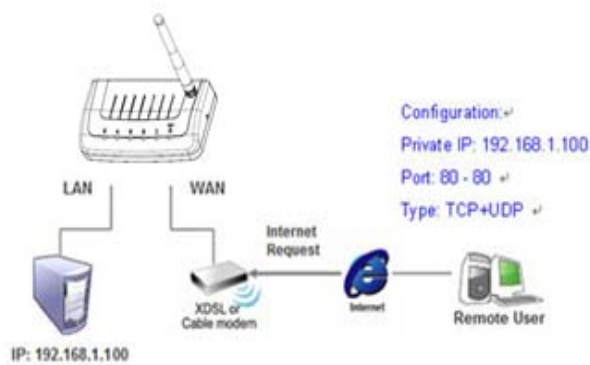 Configuration:↵
Private IP: 192.168.1.100
Port: 80 - 80 ↵
Type: TCP+UDP ↵
LAN
WAN
Internet
Request
XDSL or
Cable modem
Internet
Remote User
IP: 192.168.1.100